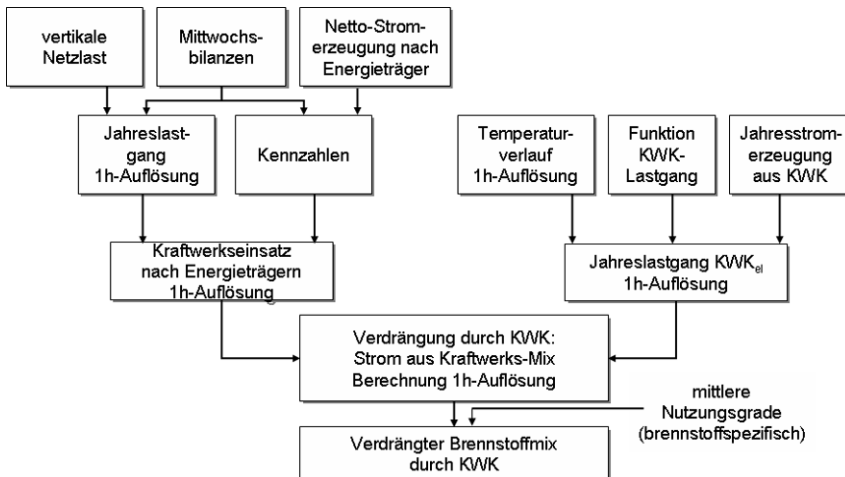 vertikale
Netzlast
Mittwochs-
bilanzen
Netto-Strom-
erzeugung nach
Energieträger
Jahreslast-
gang
1h-Auflösung
Kennzahlen
Temperatur-
verlauf
1h-Auflösung
Funktion
KWK-
Lastgang
Jahresstrom-
erzeugung
aus KWK
Kraftwerkseinsatz
nach Energieträgern
1h-Auflösung
Jahreslastgang KWKel
1h-Auflösung
Verdrängung durch KWK:
Strom aus Kraftwerks-Mix
Berechnung 1h-Auflösung
mittlere
Nutzungsgrade
(brennstoffspezifisch)
Verdrängter Brennstoffmix
durch KWK